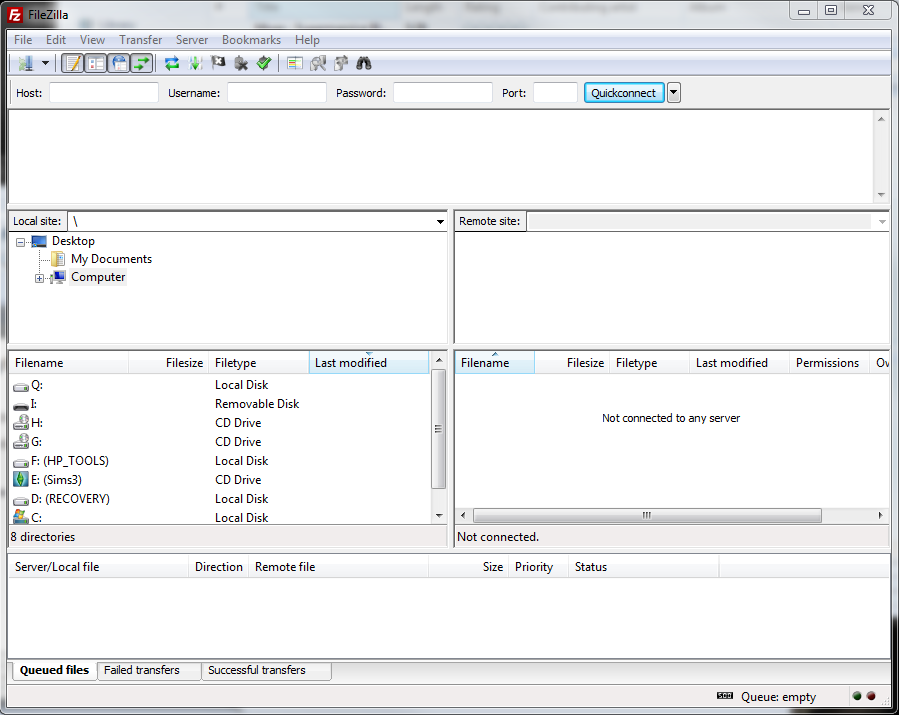 FileZilla
File Edit View Transfer Server Bookmarks Help
Host: Username: Password: Port: Quickconnect
Local site: \
Remote site:
Desktop
My Documents
Computer
Filename Filesize Filetype Last modified
Q: Local Disk
I: Removable Disk
H: CD Drive
G: CD Drive
F: (HP_TOOLS) Local Disk
E: (Sims3) CD Drive
D: (RECOVERY) Local Disk
C: Local Disk
8 directories
Filename Filesize Filetype Last modified Permissions Ow
Not connected to any server
Not connected.
Server/Local file Direction Remote file Size Priority Status
Queued files Failed transfers Successful transfers
Queue: empty